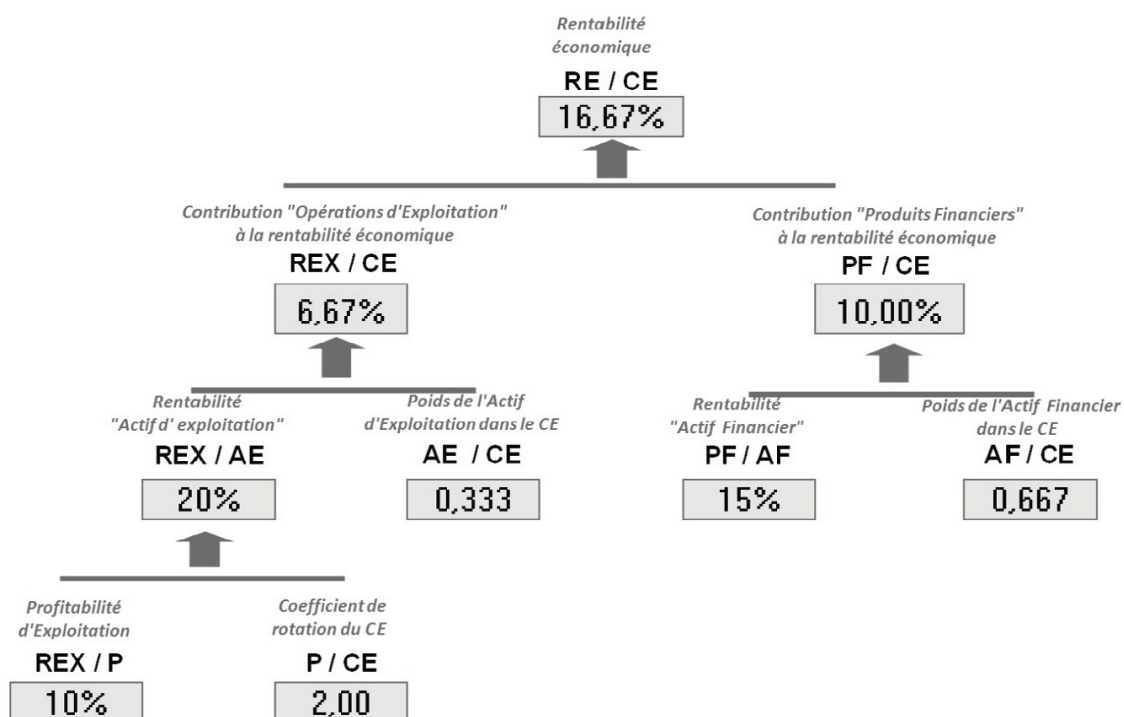 Rentabilité
économique
RE / CE
16,67%
Contribution "Opérations d'Exploitation"
à la rentabilité économique
REX / CE
6,67%
Contribution "Produits Financiers"
à la rentabilité économique
PF / CE
10,00%
Rentabilité
"Actif d' exploitation"
REX / AE
20%
Poids de l'Actif
d'Exploitation dans le CE
AE / CE
0,333
Rentabilité
"Actif Financier"
PF / AF
15%
Poids de l'Actif Financier
dans le CE
AF / CE
0,667
Profitabilité
d'Exploitation
REX / P
10%
Coefficient de
rotation du CE
P / CE
2,00